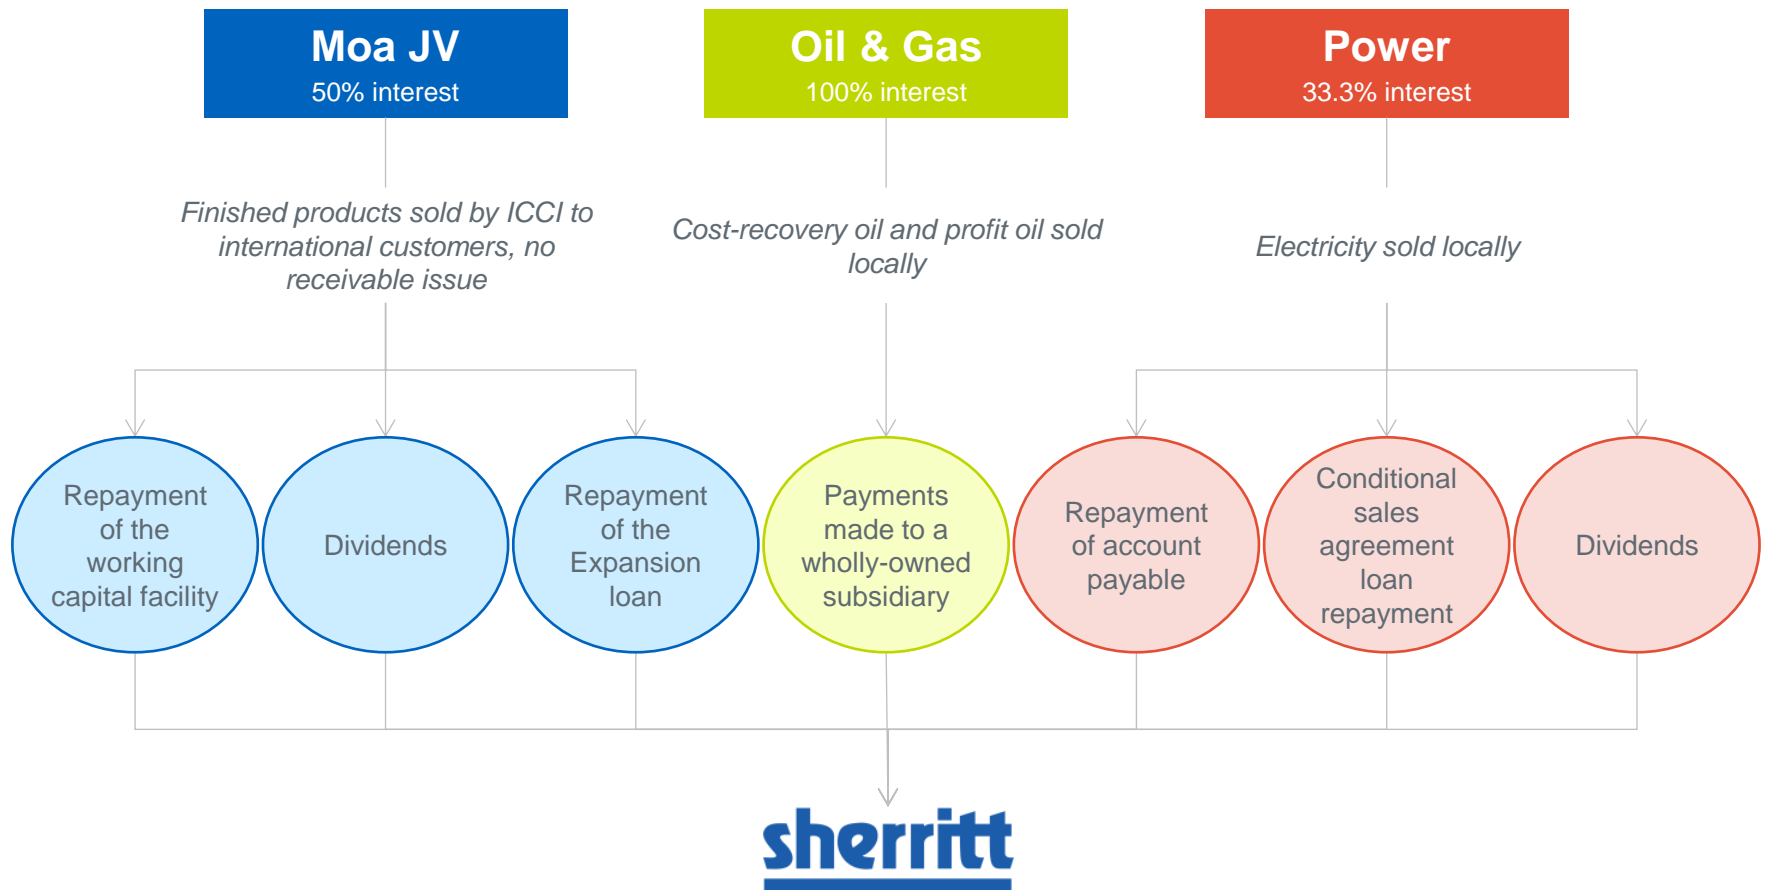 Moa JV
50% interest
Oil & Gas
100% interest
Power
33.3% interest
Finished products sold by ICCI to
international customers, no
receivable issue
Cost-recovery oil and profit oil sold
locally
Electricity sold locally
Repayment
of the
working
capital facility
Dividends
Repayment
of the
Expansion
loan
Payments
made to a
wholly-owned
subsidiary
Repayment
of account
payable
Conditional
sales
agreement
loan
repayment
Dividends
sherritt